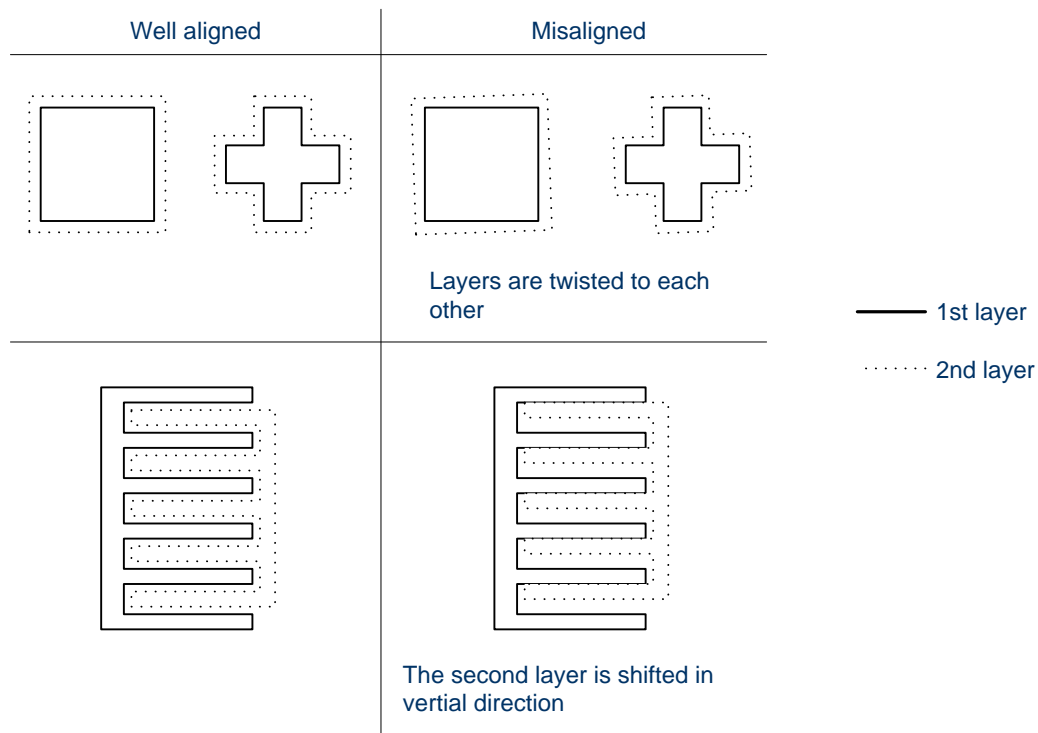 Well aligned
Misaligned
Layers are twisted to each
other
1st layer
2nd layer
The second layer is shifted in
vertial direction